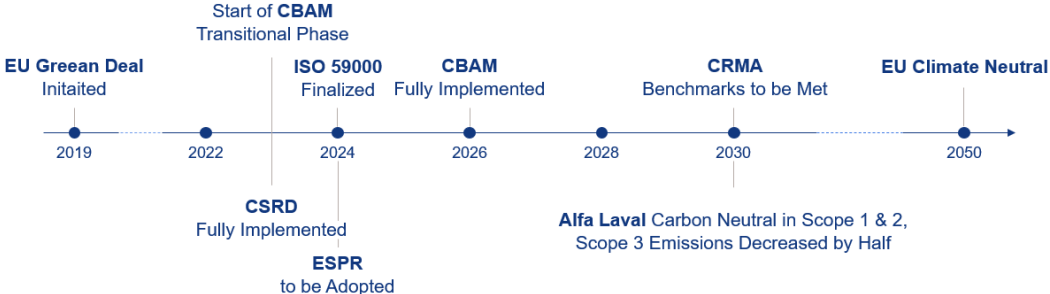 Start of CBAM
Transitional Phase
EU Greean Deal
Initaited
ISO 59000
Finalized
CBAM
Fully Implemented
CRMA
Benchmarks to be Met
EU Climate Neutral
2019
2022
2024
2026
2028
2030
2050
CSRD
Fully Implemented
ESPR
to be Adopted
Alfa Laval Carbon Neutral in Scope 1 & 2,
Scope 3 Emissions Decreased by Half